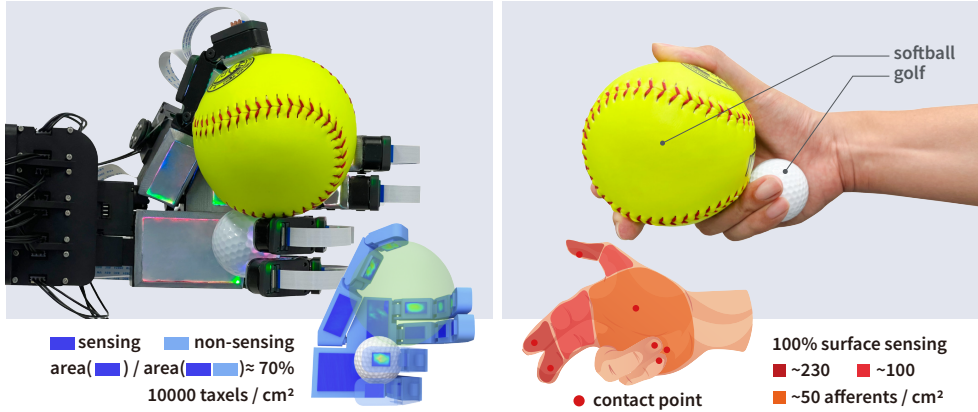 softball
golf
sensing non-sensing
area( ) / area( )≈ 70%
10000 taxels / cm²
contact point
100% surface sensing
~230 ~100
~50 afferents / cm²